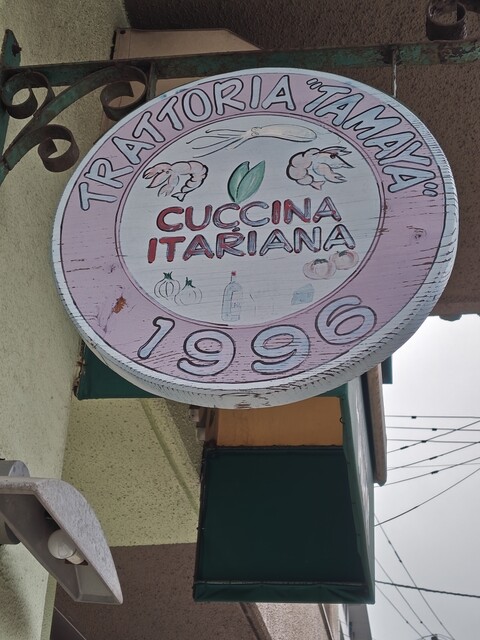 TRATTORIA "TAMAYA"
CUCCINA
ITARIANA
1996